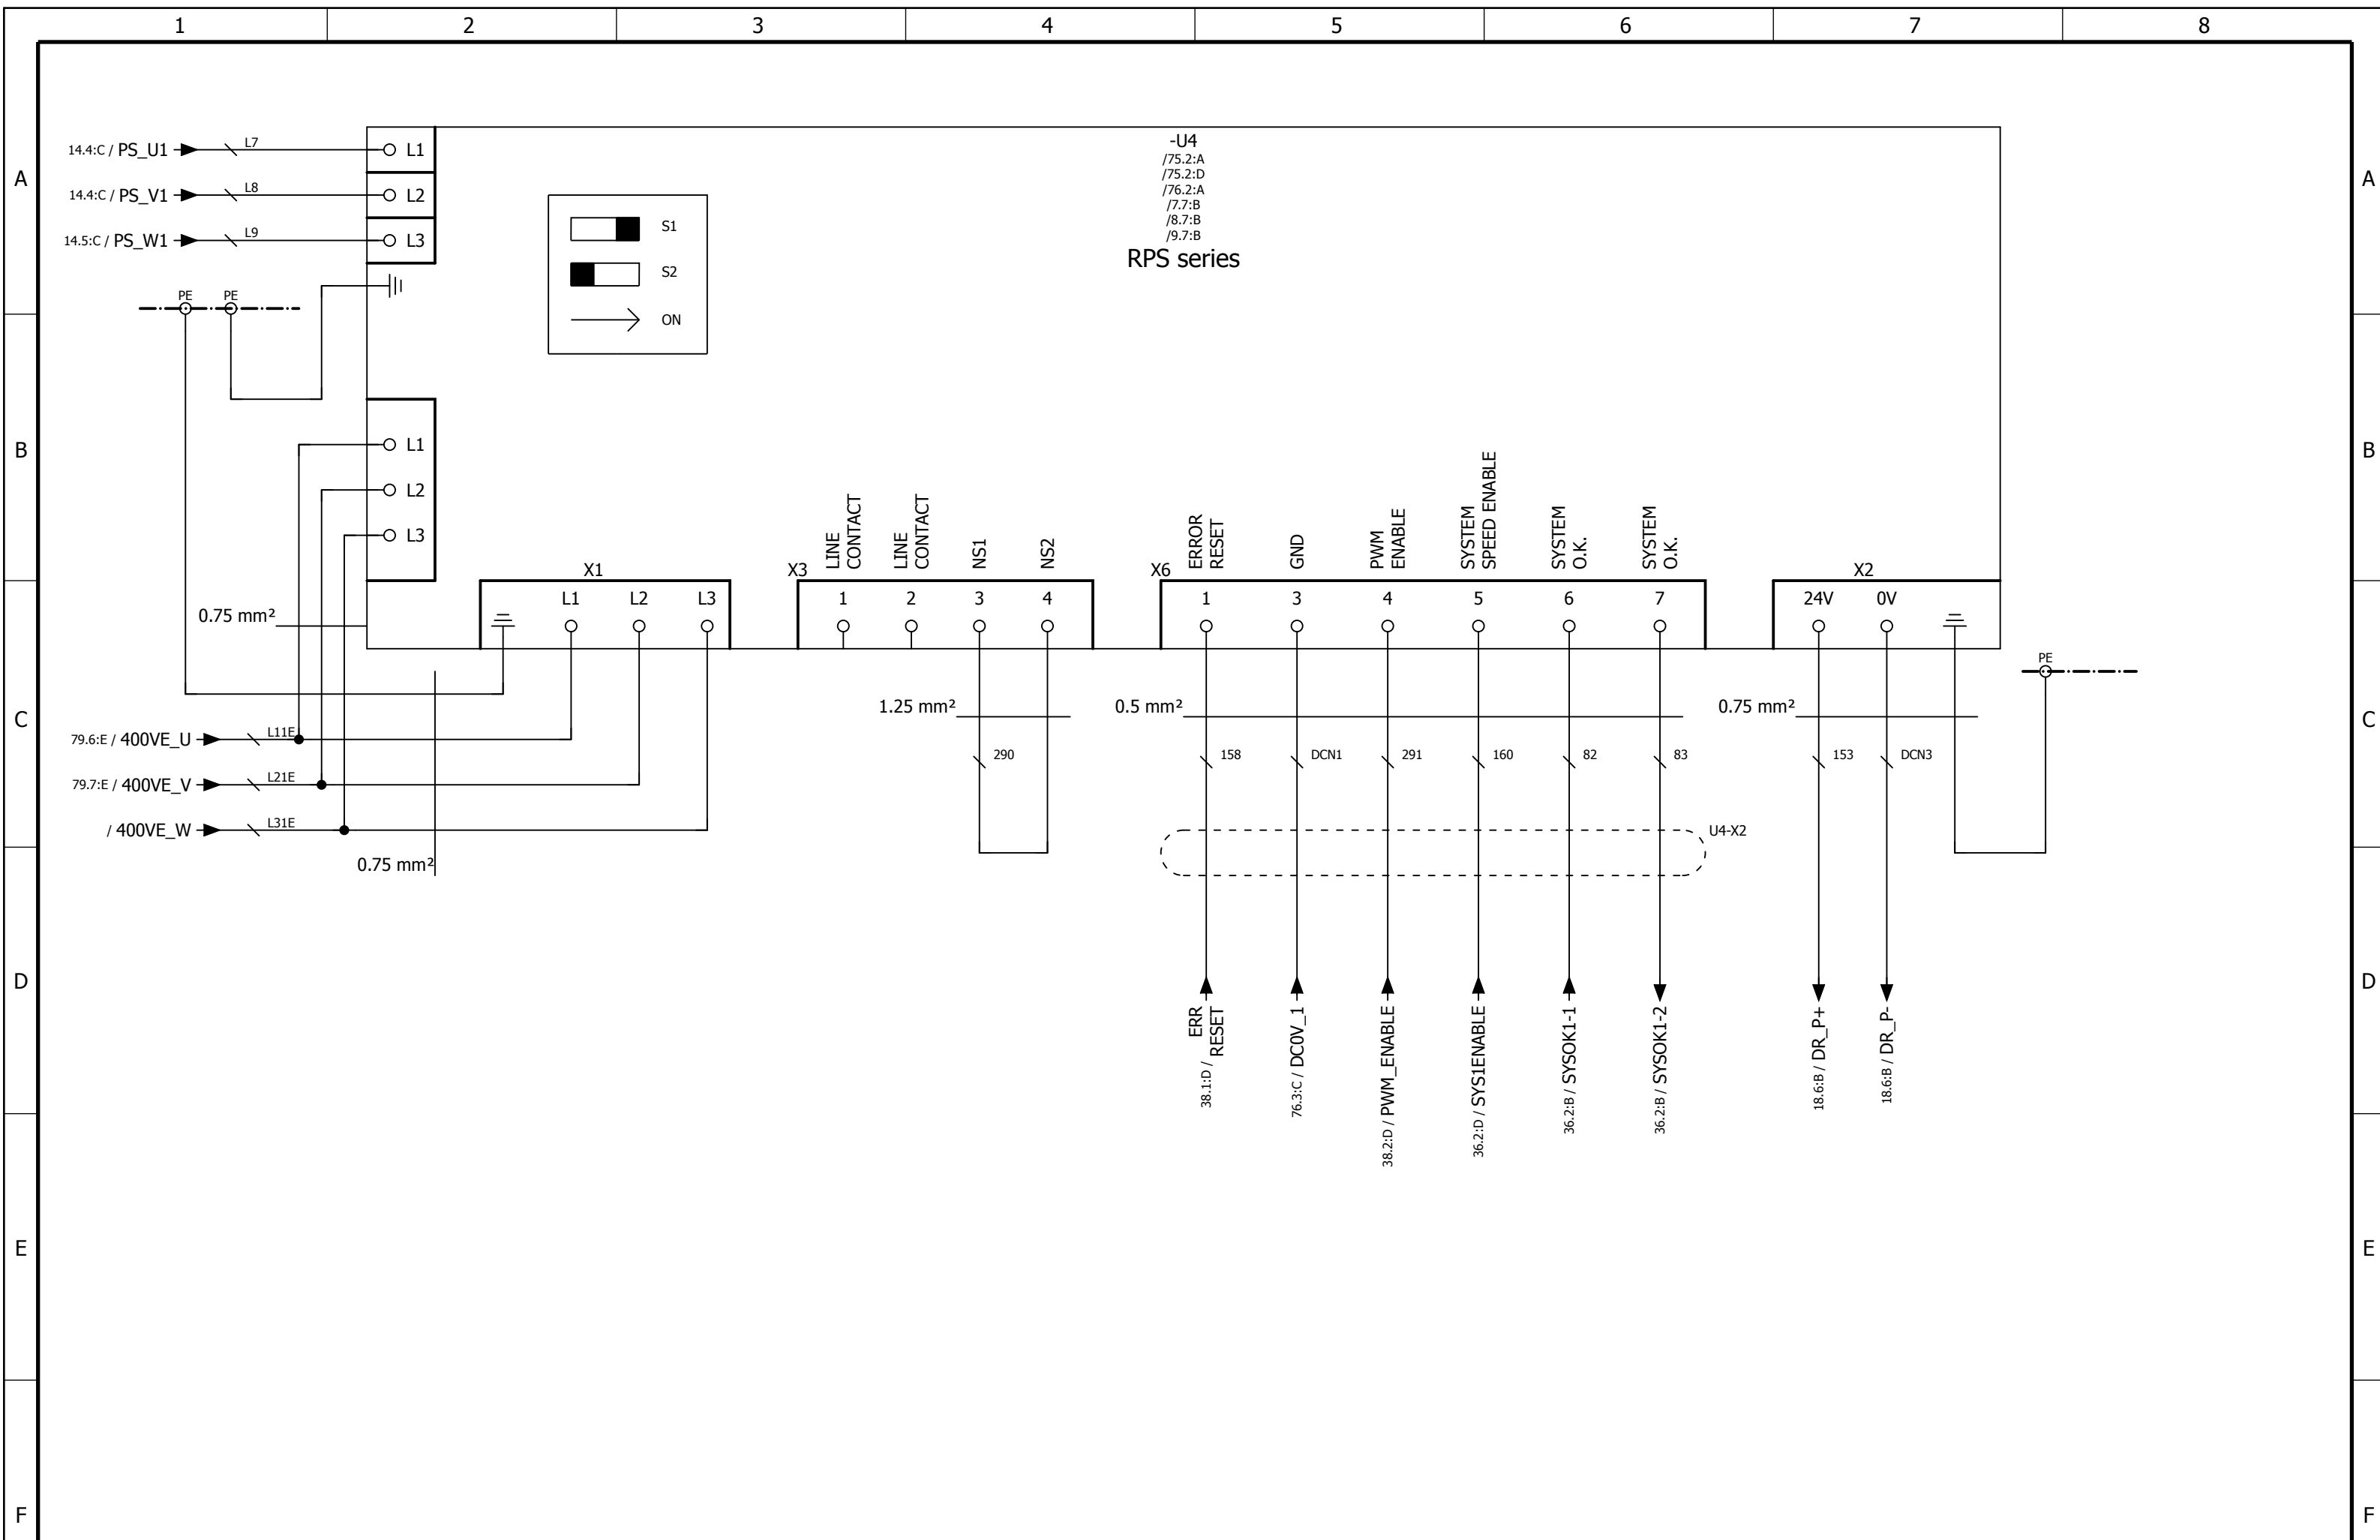 1 2 3 4 5 6 7 8
-U4
14.4:C / PS_U1 L7 L1
/75.2:A
/75.2:D
A A
/76.2:A
14.4:C / PS_V1 L8 L2
/7.7:B
/8.7:B
S1
14.5:C / PS_W1 L9 L3
/9.7:B
RPS series
S2
PE PE
ON
L1
B B
L2
L3
LINE
CONTACT
LINE
CONTACT
NS1
NS2
ERROR
RESET
GND
PWM
ENABLE
SYSTEM
SPEED ENABLE
SYSTEM
O.K.
SYSTEM
O.K.
X1 X3 X6 X2
L1 L2 L3 1 2 3 4 1 3 4 5 6 7 24V 0V
0.75 mm²
PE
1.25 mm² 0.5 mm² 0.75 mm²
C C
79.6:E / 400VE_U L11E
290 158 DCN1 291 160 82 83 153 DCN3
79.7:E / 400VE_V L21E
/ 400VE_W L31E
U4-X2
0.75 mm²
D D
38.1:D / ERR
RESET
76.3:C / DC0V_1
38.2:D / PWM_ENABLE
36.2:D / SYS1ENABLE
36.2:B / SYSOK1-1
36.2:B / SYSOK1-2
18.6:B / DR_P+
18.6:B / DR_P-
E E
F F